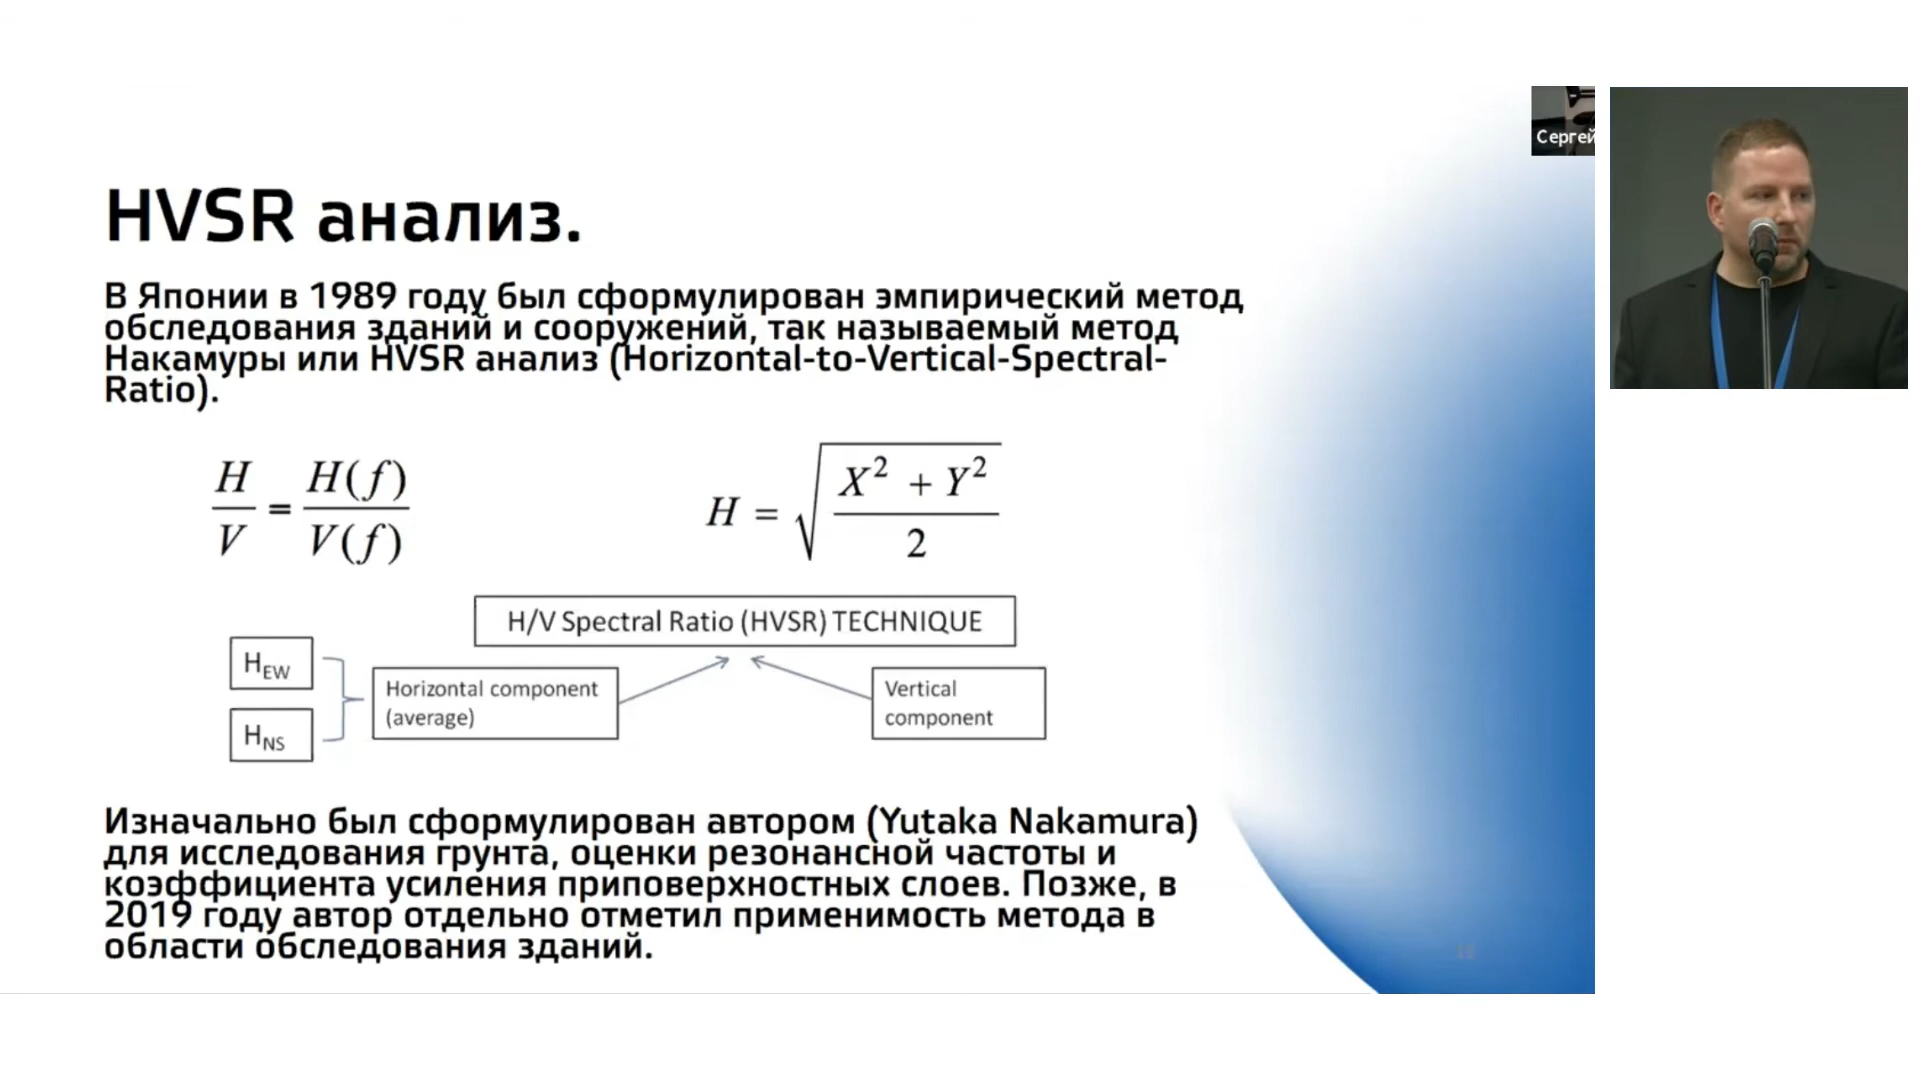 Сергей
HVSR анализ.
В Японии в 1989 году был сформулирован эмпирический метод
обследования зданий и сооружений, так называемый метод
Накамуры или HVSR анализ (Horizontal-to-Vertical-Spectral-
Ratio).
H/V = H(f)/V(f)
H = √((X² + Y²)/2)
H/V Spectral Ratio (HVSR) TECHNIQUE
H_EW
H_NS
Horizontal component
(average)
Vertical
component
Изначально был сформулирован автором (Yutaka Nakamura)
для исследования грунта, оценки резонансной частоты и
коэффициента усиления приповерхностных слоев. Позже, в
2019 году автор отдельно отметил применимость метода в
области обследования зданий.